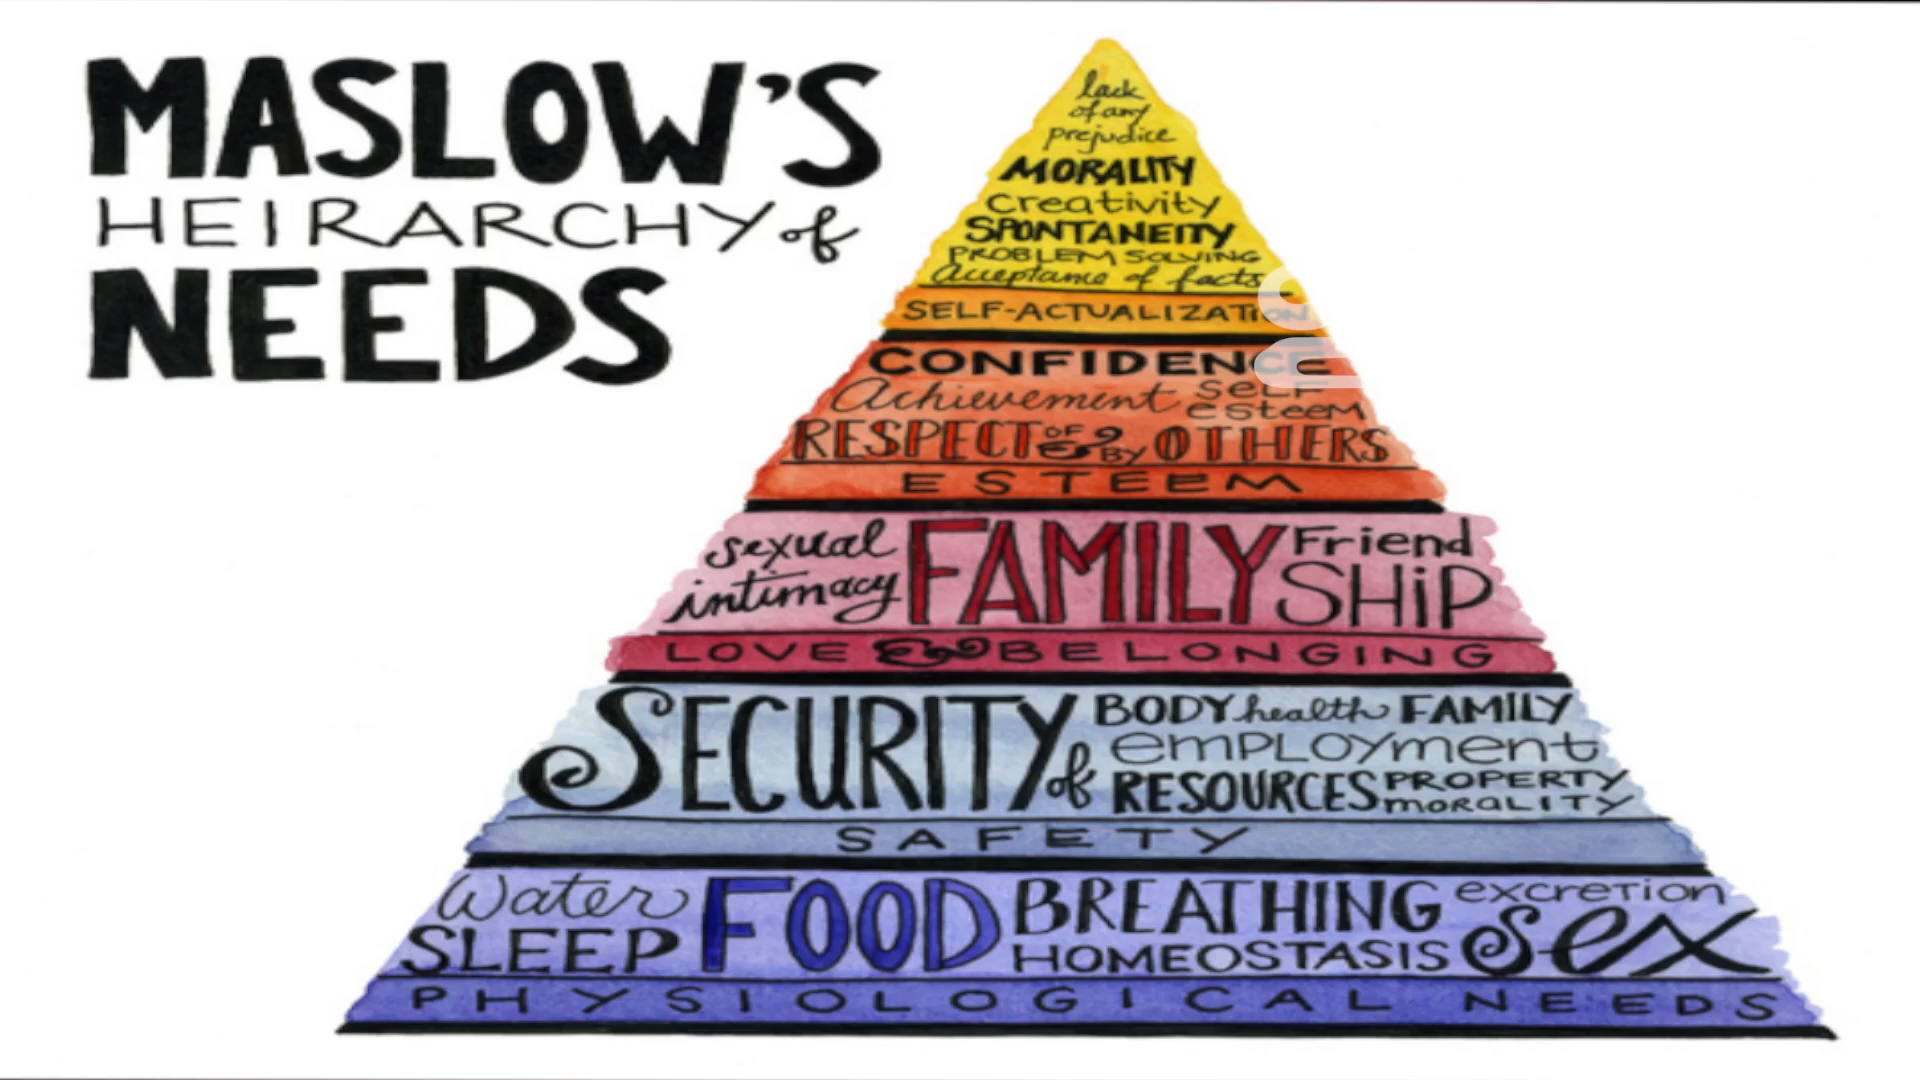 MASLOW'S
HEIRARCHY of
NEEDS
lack
of any
prejudice
MORALITY
creativity
SPONTANEITY
PROBLEM SOLVING
Acceptance of facts
SELF-ACTUALIZATION
CONFIDENCE
Achievement self esteem
RESPECT OF & BY OTHERS
ESTEEM
sexual intimacy FAMILY Friend SHiP
LOVE & BELONGING
SECURITY of BODY health FAMILY
emPLOyment
RESOURCES PROPERTY
mORALITY
SAFETY
Water FOOD BREATHING excretion
SLEEP HOMEOSTASIS sex
PHYSIOLOGICAL NEEDS